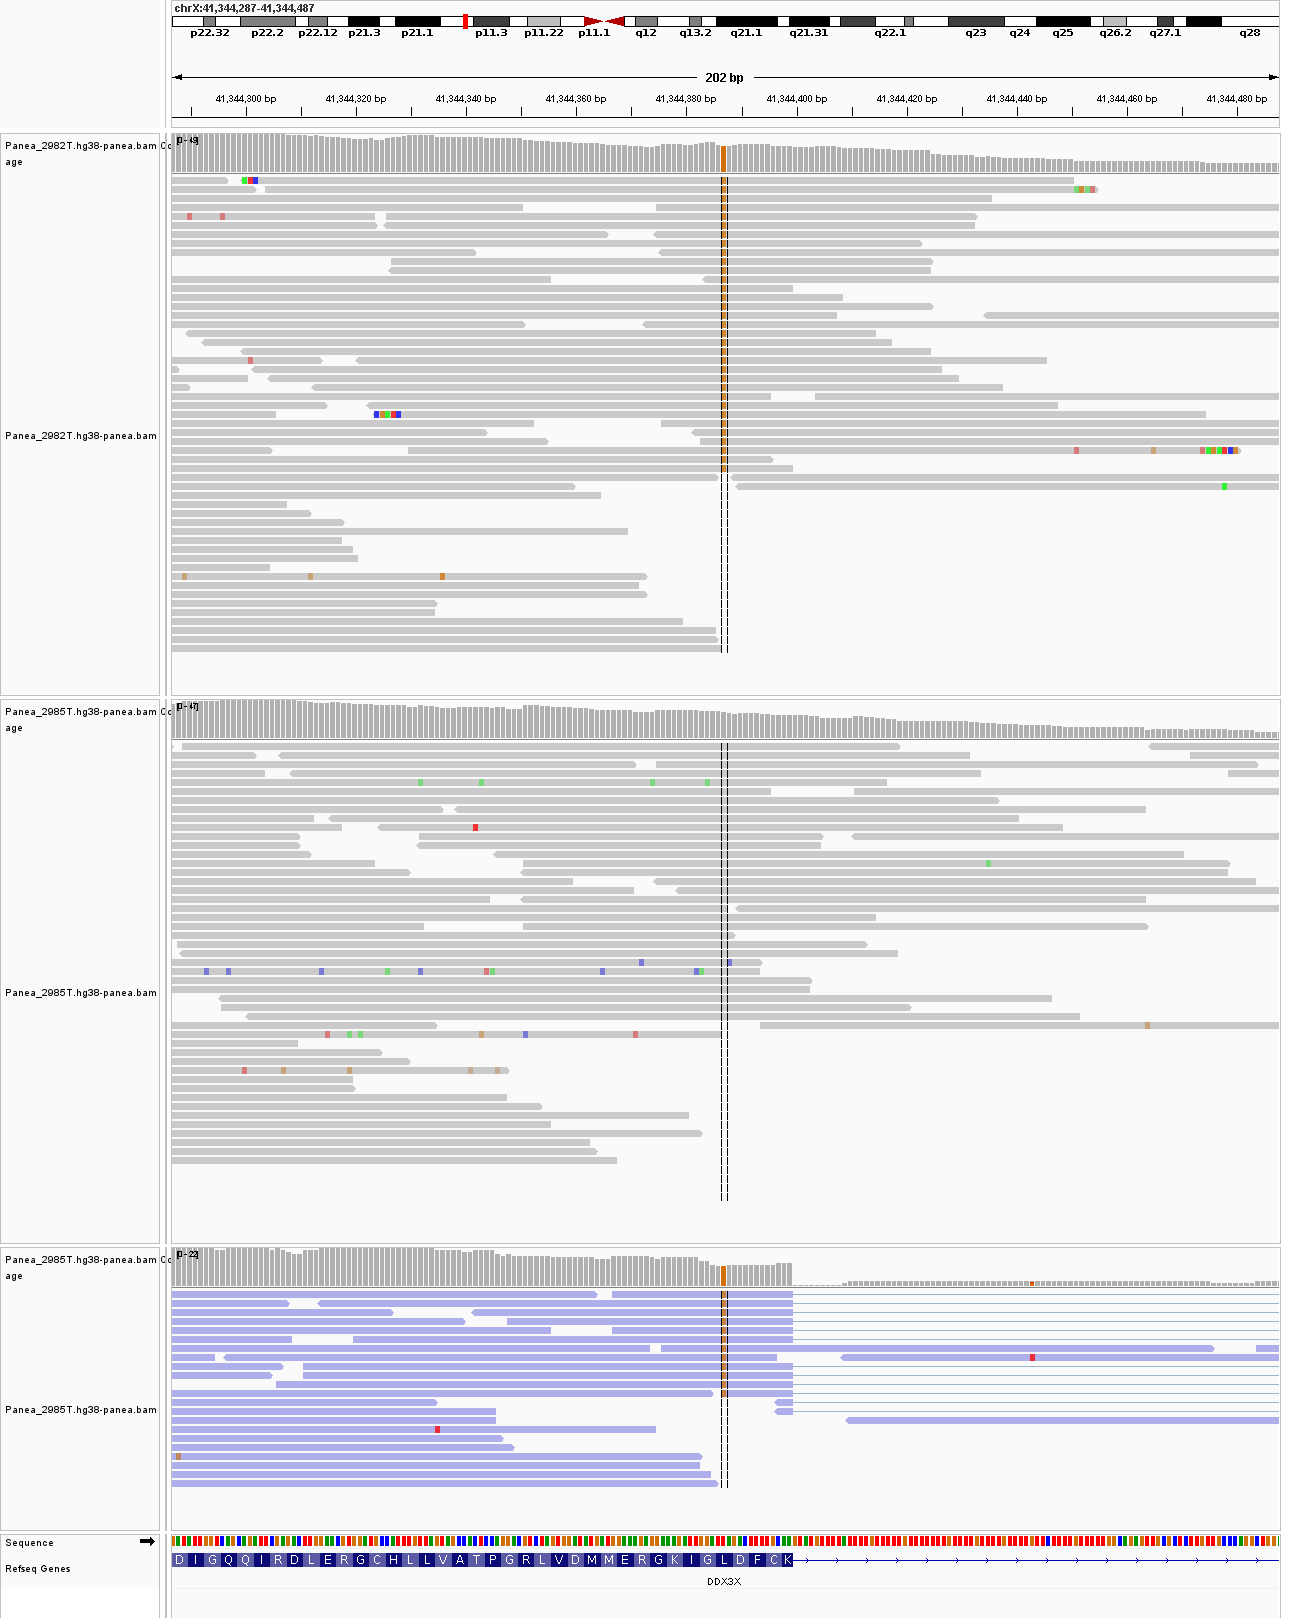 chrX:41,344,287-41,344,487
p22.32 p22.2 p22.12 p21.3 p21.1 p11.3 p11.22 p11.1 q12 q13.2 q21.1 q21.31 q22.1 q23 q24 q25 q26.2 q27.1 q28
202 bp
41,344,300 bp 41,344,320 bp 41,344,340 bp 41,344,360 bp 41,344,380 bp 41,344,400 bp 41,344,420 bp 41,344,440 bp 41,344,460 bp 41,344,480 bp
Panea_2982T.hg38-panea.bam Co
age
[0 - 49]
Panea_2982T.hg38-panea.bam
Panea_2985T.hg38-panea.bam Co
age
[0 - 47]
Panea_2985T.hg38-panea.bam
Panea_2985T.hg38-panea.bam Co
age
[0 - 22]
Panea_2985T.hg38-panea.bam
Sequence
Refseq Genes
D I G Q Q I R D L E R G C H L L V A T P G R L V D M M E R G K I G L D F C K
DDX3X